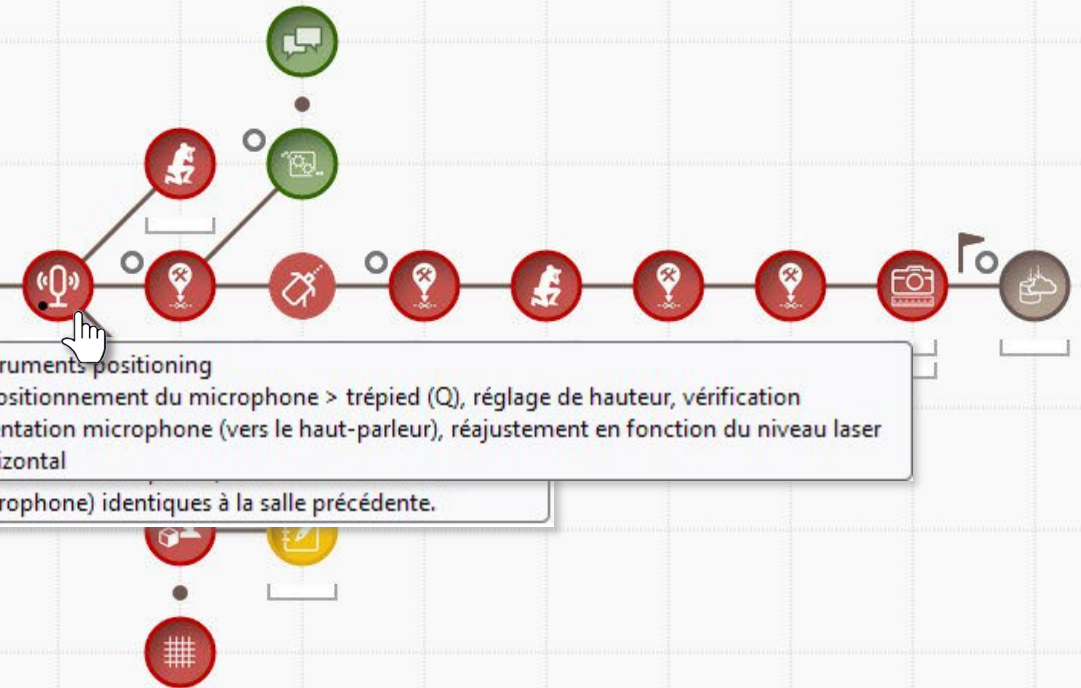 ruments positioning
ositionnement du microphone > trépied (Q), réglage de hauteur, vérification
entation microphone (vers le haut-parleur), réajustement en fonction du niveau laser
izontal
rophone) identiques à la salle précédente.